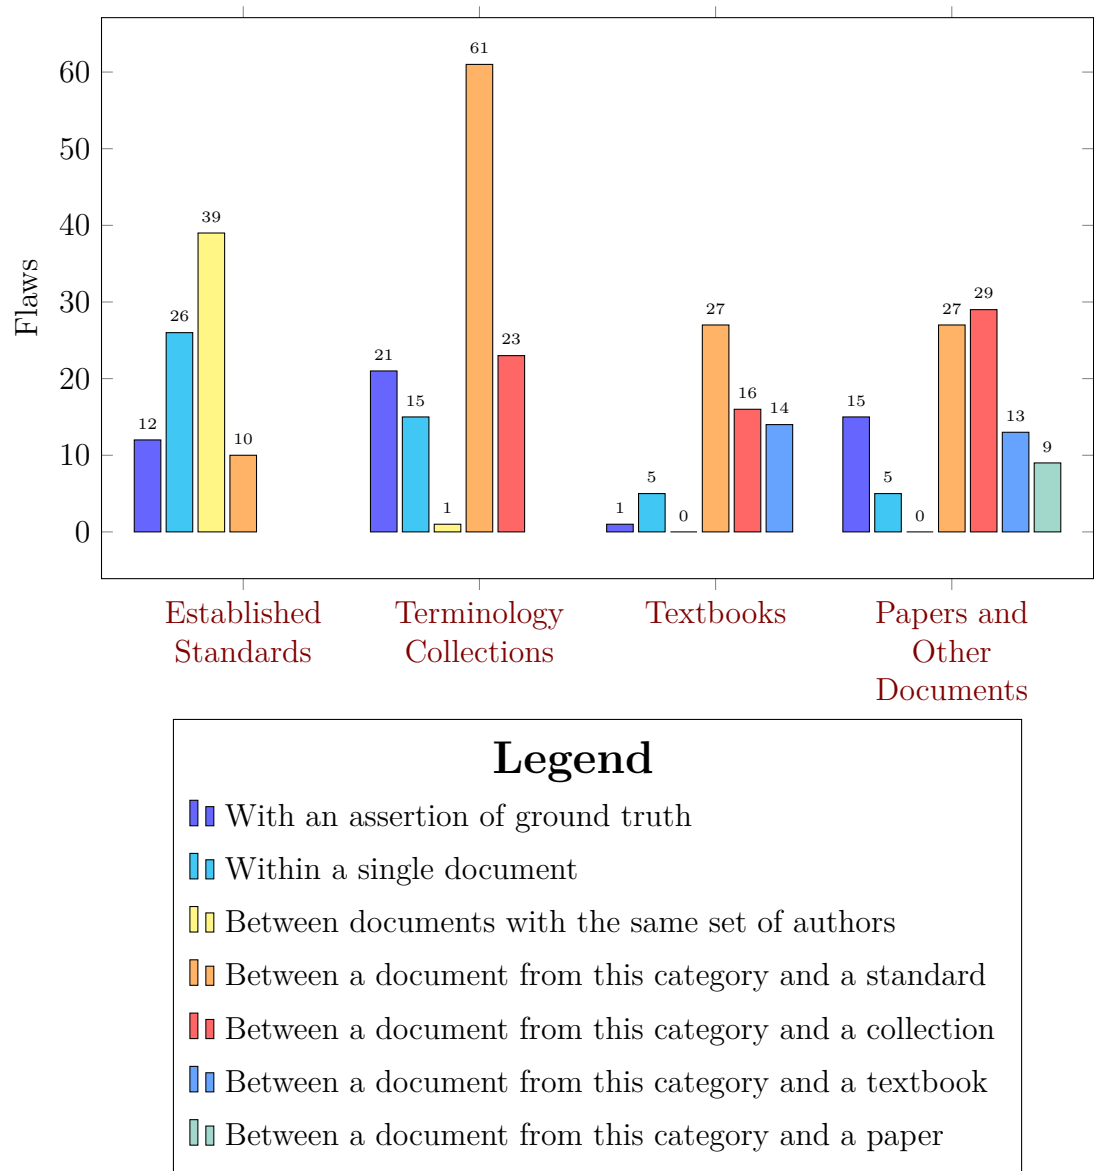 61
60
50
39
40
29
27
27
30
26
23
21
20
16
15
15
14
13
12
10
9
10
5
5
1
1
0
0
0
Flaws
Established
Standards
Terminology
Collections
Textbooks
Papers and
Other
Documents
Legend
With an assertion of ground truth
Within a single document
Between documents with the same set of authors
Between a document from this category and a standard
Between a document from this category and a collection
Between a document from this category and a textbook
Between a document from this category and a paper